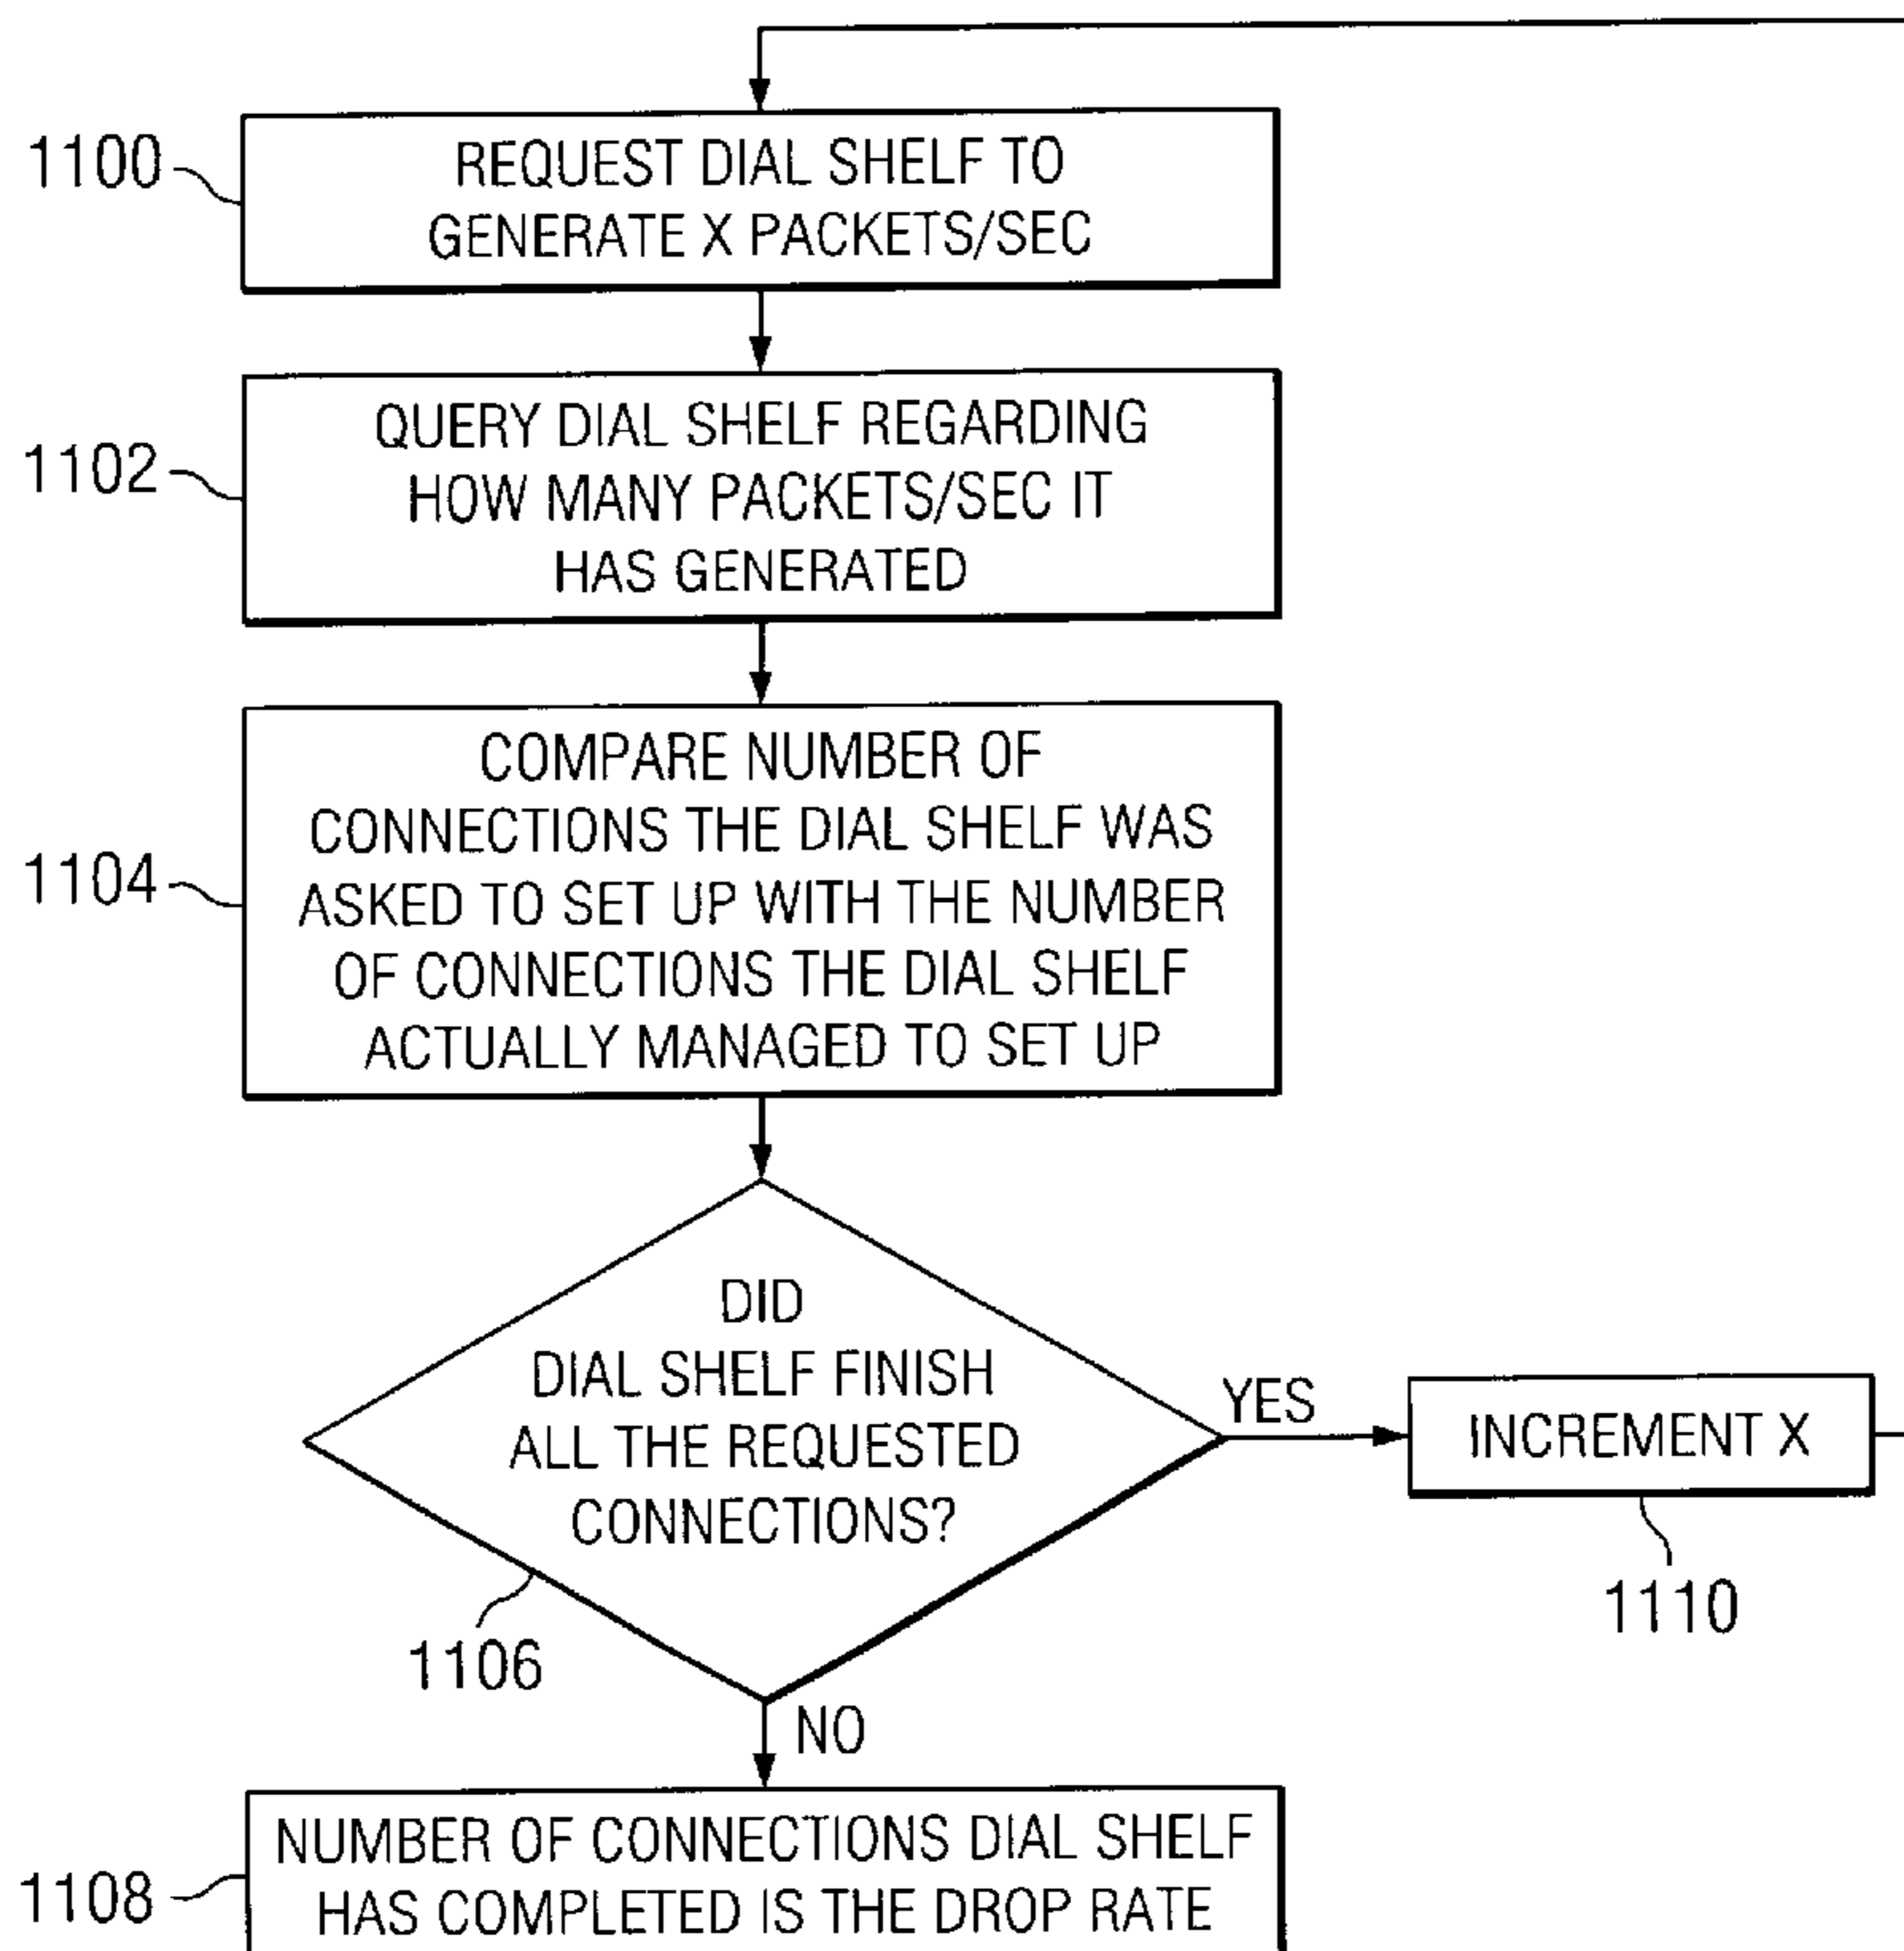 1100
REQUEST DIAL SHELF TO
GENERATE X PACKETS/SEC
1102
QUERY DIAL SHELF REGARDING
HOW MANY PACKETS/SEC IT
HAS GENERATED
1104
COMPARE NUMBER OF
CONNECTIONS THE DIAL SHELF WAS
ASKED TO SET UP WITH THE NUMBER
OF CONNECTIONS THE DIAL SHELF
ACTUALLY MANAGED TO SET UP
DID
DIAL SHELF FINISH
ALL THE REQUESTED
CONNECTIONS?
1106
YES
INCREMENT X
1110
NO
1108
NUMBER OF CONNECTIONS DIAL SHELF
HAS COMPLETED IS THE DROP RATE